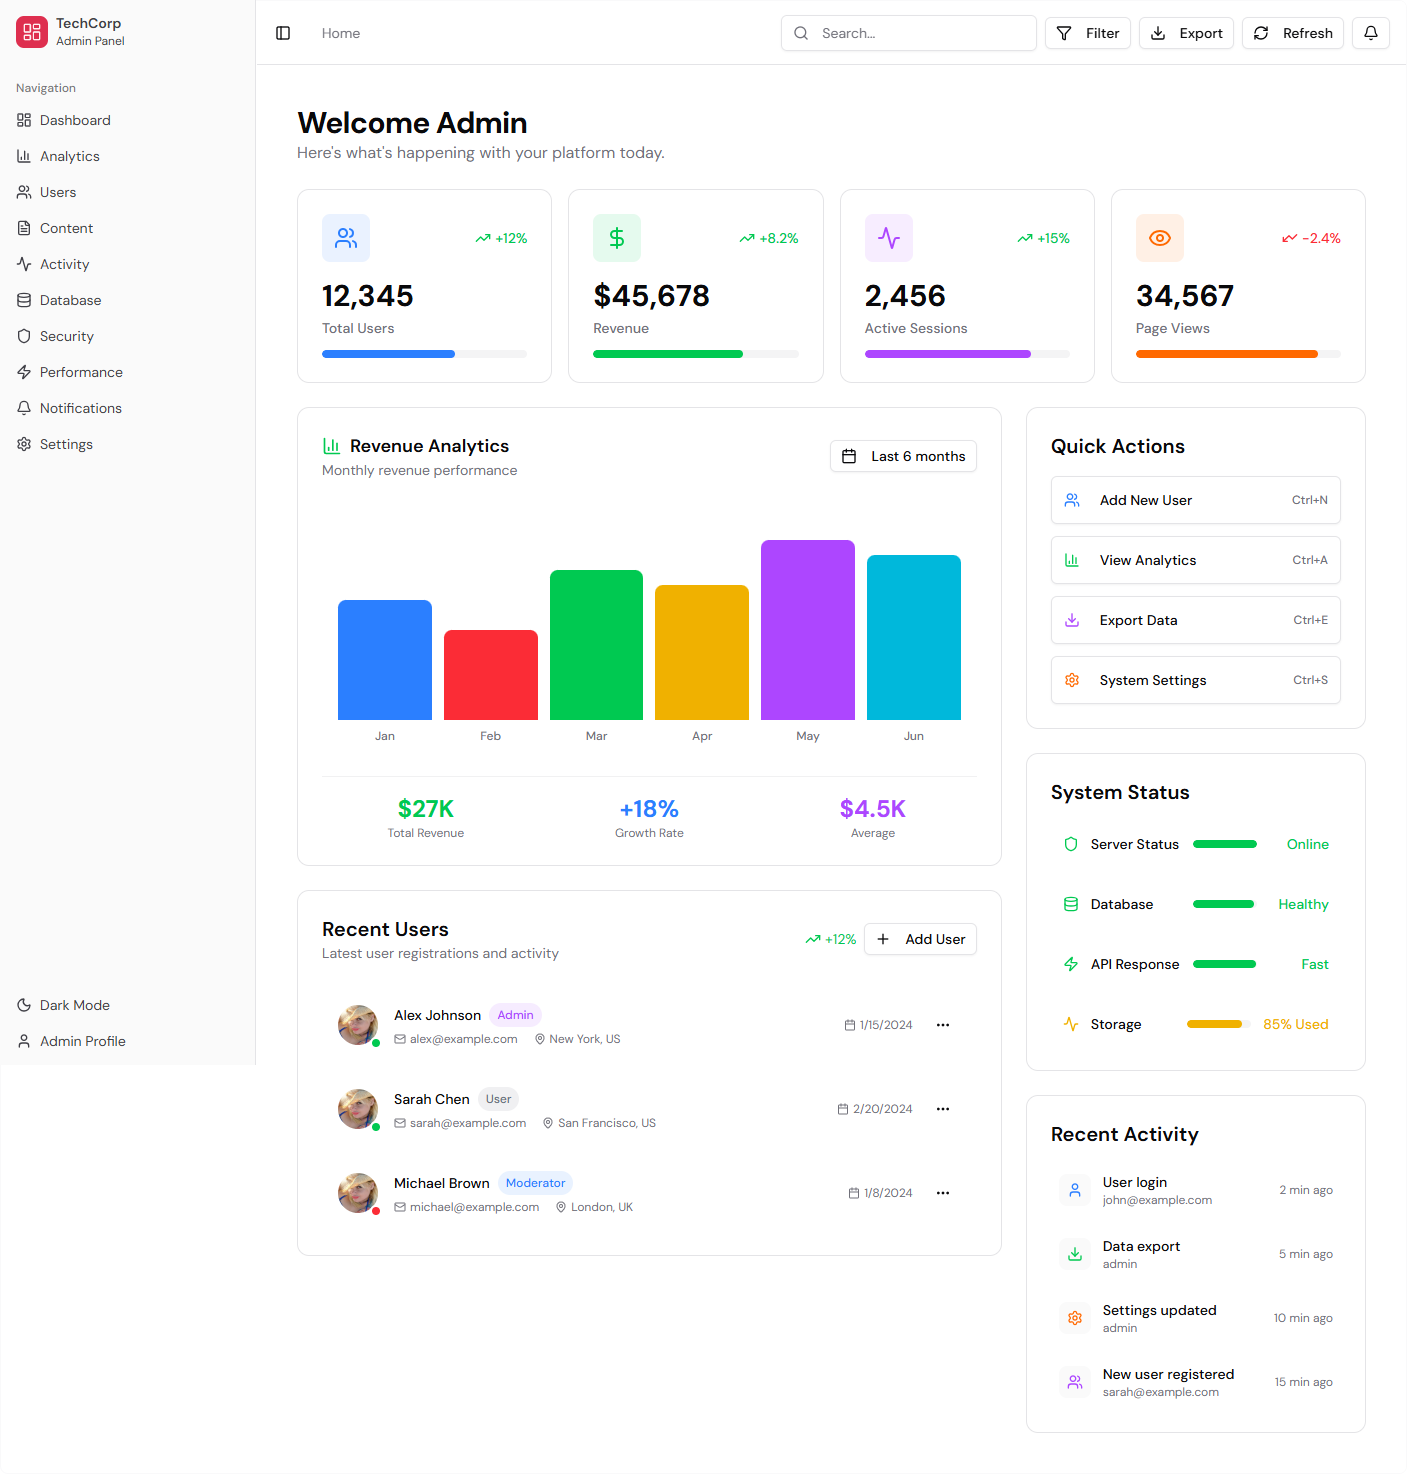 TechCorp
Admin Panel
Navigation
Dashboard
Analytics
Users
Content
Activity
Database
Security
Performance
Notifications
Settings
Dark Mode
Admin Profile
Home
Search...
Filter
Export
Refresh
Welcome Admin
Here's what's happening with your platform today.
+12%
12,345
Total Users
+8.2%
$45,678
Revenue
+15%
2,456
Active Sessions
-2.4%
34,567
Page Views
Revenue Analytics
Monthly revenue performance
Last 6 months
Jan
Feb
Mar
Apr
May
Jun
$27K
Total Revenue
+18%
Growth Rate
$4.5K
Average
Recent Users
Latest user registrations and activity
+12%
Add User
Alex Johnson
Admin
alex@example.com
New York, US
1/15/2024
Sarah Chen
User
sarah@example.com
San Francisco, US
2/20/2024
Michael Brown
Moderator
michael@example.com
London, UK
1/8/2024
Quick Actions
Add New User
Ctrl+N
View Analytics
Ctrl+A
Export Data
Ctrl+E
System Settings
Ctrl+S
System Status
Server Status
Online
Database
Healthy
API Response
Fast
Storage
85% Used
Recent Activity
User login
john@example.com
2 min ago
Data export
admin
5 min ago
Settings updated
admin
10 min ago
New user registered
sarah@example.com
15 min ago